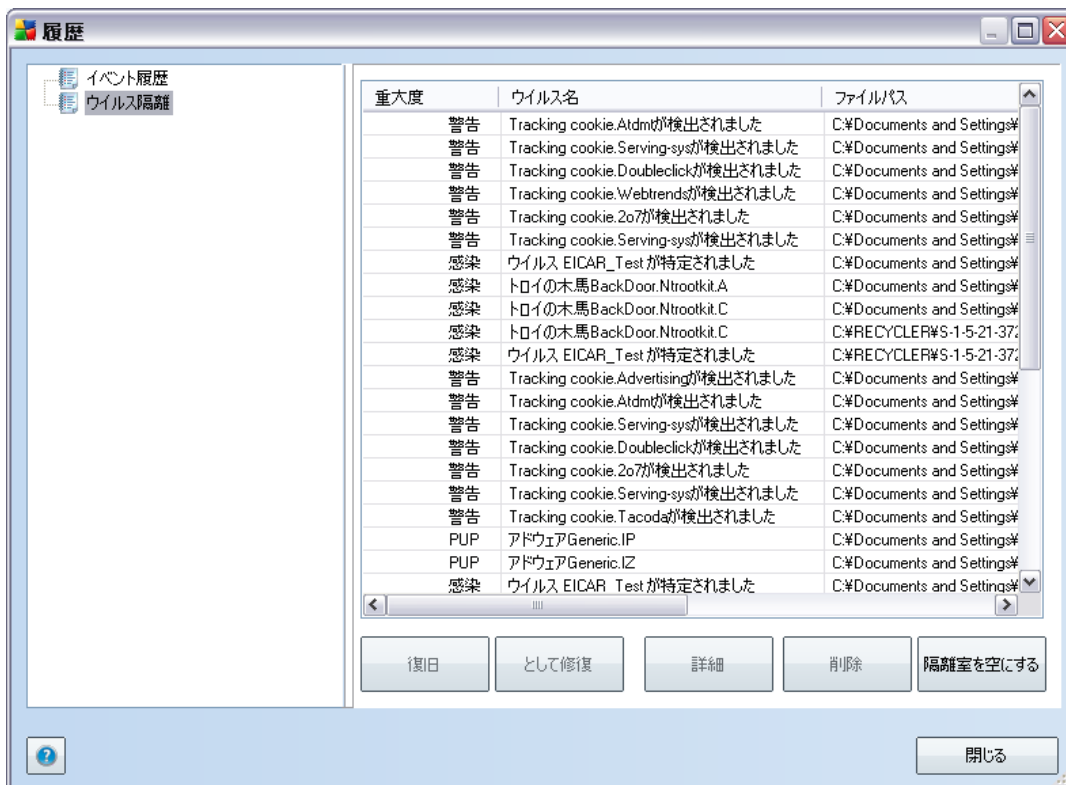 履歴
イベント履歴
ウイルス隔離
重大度 ウイルス名 ファイルパス
警告 Tracking cookie.Atdmtが検出されました C:¥Documents and Settings¥
警告 Tracking cookie.Serving-sysが検出されました C:¥Documents and Settings¥
警告 Tracking cookie.Doubleclickが検出されました C:¥Documents and Settings¥
警告 Tracking cookie.Webtrendsが検出されました C:¥Documents and Settings¥
警告 Tracking cookie.2o7が検出されました C:¥Documents and Settings¥
警告 Tracking cookie.Serving-sysが検出されました C:¥Documents and Settings¥
感染 ウイルス EICAR_Test が特定されました C:¥Documents and Settings¥
感染 トロイの木馬BackDoor.Ntrootkit.A C:¥Documents and Settings¥
感染 トロイの木馬BackDoor.Ntrootkit.C C:¥Documents and Settings¥
感染 トロイの木馬BackDoor.Ntrootkit.C C:¥RECYCLER¥S-1-5-21-372
感染 ウイルス EICAR_Test が特定されました C:¥RECYCLER¥S-1-5-21-372
警告 Tracking cookie.Advertisingが検出されました C:¥Documents and Settings¥
警告 Tracking cookie.Atdmtが検出されました C:¥Documents and Settings¥
警告 Tracking cookie.Serving-sysが検出されました C:¥Documents and Settings¥
警告 Tracking cookie.Doubleclickが検出されました C:¥Documents and Settings¥
警告 Tracking cookie.2o7が検出されました C:¥Documents and Settings¥
警告 Tracking cookie.Serving-sysが検出されました C:¥Documents and Settings¥
警告 Tracking cookie.Tacodaが検出されました C:¥Documents and Settings¥
PUP アドウェアGeneric.IP C:¥Documents and Settings¥
PUP アドウェアGeneric.IZ C:¥Documents and Settings¥
感染 ウイルス EICAR_Test が特定されました C:¥Documents and Settings¥
復旧 として修復 詳細 削除 隔離室を空にする
? 閉じる